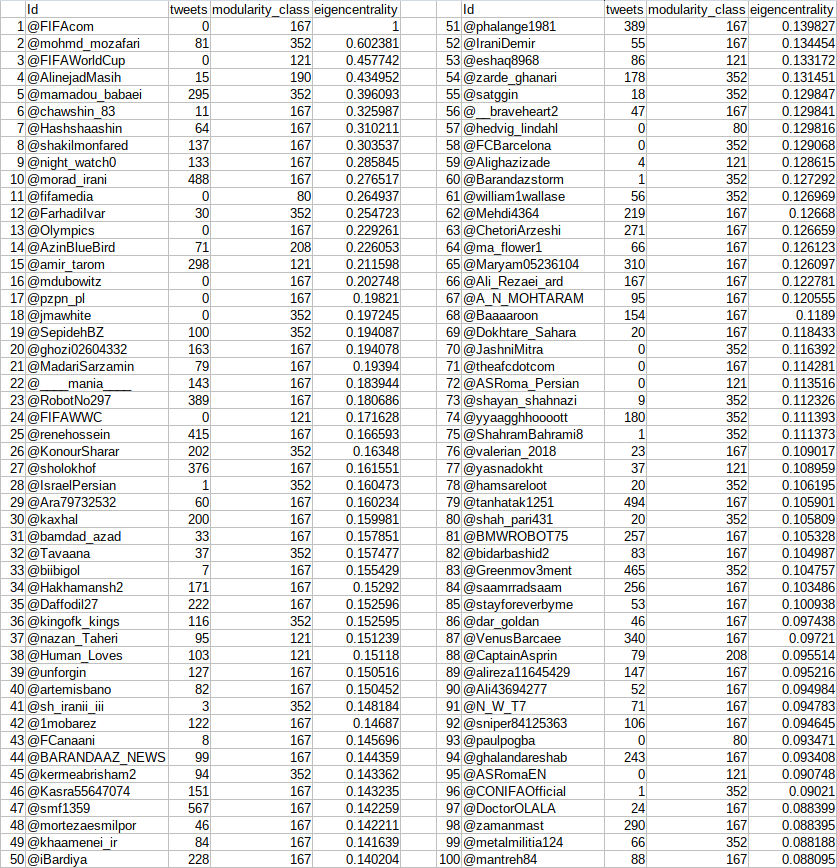 Id tweets modularity_class eigencentrality Id tweets modularity_class eigencentrality
1 @FIFAcom 0 167 1 51 @phalange1981 389 167 0.139827
2 @mohmd_mozafari 81 352 0.602381 52 @IraniDemir 55 167 0.134454
3 @FIFAWorldCup 0 121 0.457742 53 @eshaq8968 86 121 0.133172
4 @AlinejadMasih 15 190 0.434952 54 @zarde_ghanari 178 352 0.131451
5 @mamadou_babaei 295 352 0.396093 55 @satggin 18 352 0.129847
6 @chawshin_83 11 167 0.325987 56 @__braveheart2 47 167 0.129841
7 @Hashshaashin 64 167 0.310211 57 @hedvig_lindahl 0 80 0.129816
8 @shakilmonfared 137 167 0.303537 58 @FCBarcelona 0 352 0.129068
9 @night_watch0 133 167 0.285845 59 @Alighazizade 4 121 0.128615
10 @morad_irani 488 167 0.276517 60 @Barandazstorm 1 352 0.127292
11 @fifamedia 0 80 0.264937 61 @william1wallase 56 352 0.126969
12 @FarhadiIvar 30 352 0.254723 62 @Mehdi4364 219 167 0.12668
13 @Olympics 0 167 0.229261 63 @ChetoriArzeshi 271 167 0.126659
14 @AzinBlueBird 71 208 0.226053 64 @ma_flower1 66 167 0.126123
15 @amir_tarom 298 121 0.211598 65 @Maryam05236104 310 167 0.126097
16 @mdubowitz 0 167 0.202748 66 @Ali_Rezaei_ard 167 167 0.122781
17 @pzpn_pl 0 167 0.19821 67 @A_N_MOHTARAM 95 167 0.120555
18 @jmawhite 0 352 0.197245 68 @Baaaaroon 154 167 0.1189
19 @SepidehBZ 100 352 0.194087 69 @Dokhtare_Sahara 20 167 0.118433
20 @ghozi02604332 163 167 0.194078 70 @JashniMitra 0 352 0.116392
21 @MadariSarzamin 79 167 0.19394 71 @theafcdotcom 0 167 0.114281
22 @____mania____ 143 167 0.183944 72 @ASRoma_Persian 0 121 0.113516
23 @RobotNo297 389 167 0.180686 73 @shayan_shahnazi 9 352 0.112326
24 @FIFAWWC 0 121 0.171628 74 @yyaagghhoooott 180 352 0.111393
25 @renehossein 415 167 0.166593 75 @ShahramBahrami8 1 352 0.111373
26 @KonourSharar 202 352 0.16348 76 @valerian_2018 23 167 0.109017
27 @sholokhof 376 167 0.161551 77 @yasnadokht 37 121 0.108959
28 @IsraelPersian 1 352 0.160473 78 @hamsareloot 20 352 0.106195
29 @Ara79732532 60 167 0.160234 79 @tanhatak1251 494 167 0.105901
30 @kaxhal 200 167 0.159981 80 @shah_pari431 20 352 0.105809
31 @bamdad_azad 33 167 0.157851 81 @BMWROBOT75 257 167 0.105328
32 @Tavaana 37 352 0.157477 82 @bidarbashid2 83 167 0.104987
33 @biibigol 7 167 0.155429 83 @Greenmov3ment 465 352 0.104757
34 @Hakhamansh2 171 167 0.15292 84 @saamrradsaam 256 167 0.103486
35 @Daffodil27 222 167 0.152596 85 @stayforeverbyme 53 167 0.100938
36 @kingofk_kings 116 352 0.152595 86 @dar_goldan 46 167 0.097438
37 @nazan_Taheri 95 121 0.151239 87 @VenusBarcaee 340 167 0.09721
38 @Human_Loves 103 121 0.15118 88 @CaptainAsprin 79 208 0.095514
39 @unforgin 127 167 0.150516 89 @alireza11645429 147 167 0.095216
40 @artemisbano 82 167 0.150452 90 @Ali43694277 52 167 0.094984
41 @sh_iranii_iii 3 352 0.148184 91 @N_W_T7 71 167 0.094783
42 @1mobarez 122 167 0.14687 92 @sniper84125363 106 167 0.094645
43 @FCanaani 8 167 0.145696 93 @paulpogba 0 80 0.093471
44 @BARANDAAZ_NEWS 99 167 0.144359 94 @ghalandareshab 243 167 0.093408
45 @kermeabrisham2 94 352 0.143362 95 @ASRomaEN 0 121 0.090748
46 @Kasra55647074 151 167 0.143235 96 @CONIFAOfficial 1 352 0.09021
47 @smf1359 567 167 0.142259 97 @DoctorOLALA 24 167 0.088399
48 @mortezaesmilpor 46 167 0.142211 98 @zamanmast 290 167 0.088395
49 @khaamenei_ir 84 167 0.141639 99 @metalmilitia124 66 352 0.088188
50 @iBardiya 228 167 0.140204 100 @mantreh84 88 167 0.088095